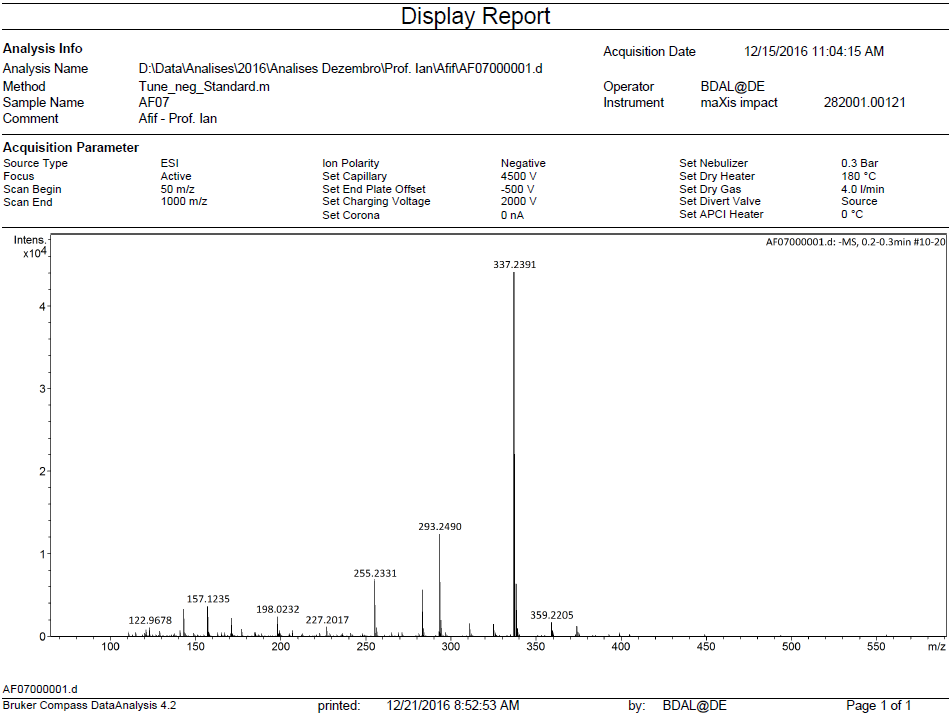 Display Report
Analysis Info
Acquisition Date 12/15/2016 11:04:15 AM
Analysis Name D:\Data\Analises\2016\Analises Dezembro\Prof. Ian\Afif\AF07000001.d
Method Tune_neg_Standard.m Operator BDAL@DE
Sample Name AF07 Instrument maXis impact 282001.00121
Comment Afif - Prof. Ian
Acquisition Parameter
Source Type ESI Ion Polarity Negative Set Nebulizer 0.3 Bar
Focus Active Set Capillary 4500 V Set Dry Heater 180 °C
Scan Begin 50 m/z Set End Plate Offset -500 V Set Dry Gas 4.0 l/min
Scan End 1000 m/z Set Charging Voltage 2000 V Set Divert Valve Source
Set Corona 0 nA Set APCI Heater 0 °C
Intens.
x10⁴
AF07000001.d: -MS, 0.2-0.3min #10-20
337.2391
4
3
2
293.2490
1
255.2331
157.1235
198.0232
122.9678
227.2017
359.2205
0
100 150 200 250 300 350 400 450 500 550 m/z
AF07000001.d
Bruker Compass DataAnalysis 4.2 printed: 12/21/2016 8:52:53 AM by: BDAL@DE Page 1 of 1